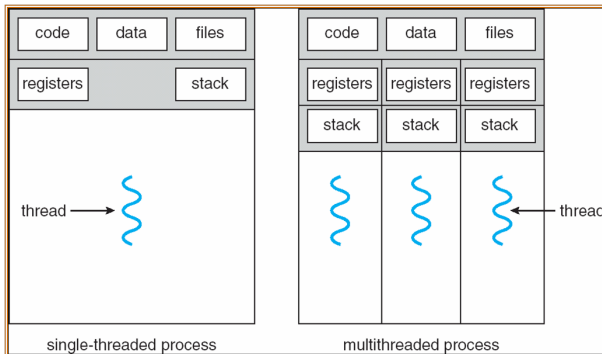 code data files
registers stack
thread
single-threaded process
code data files
registers registers registers
stack stack stack
thread
multithreaded process